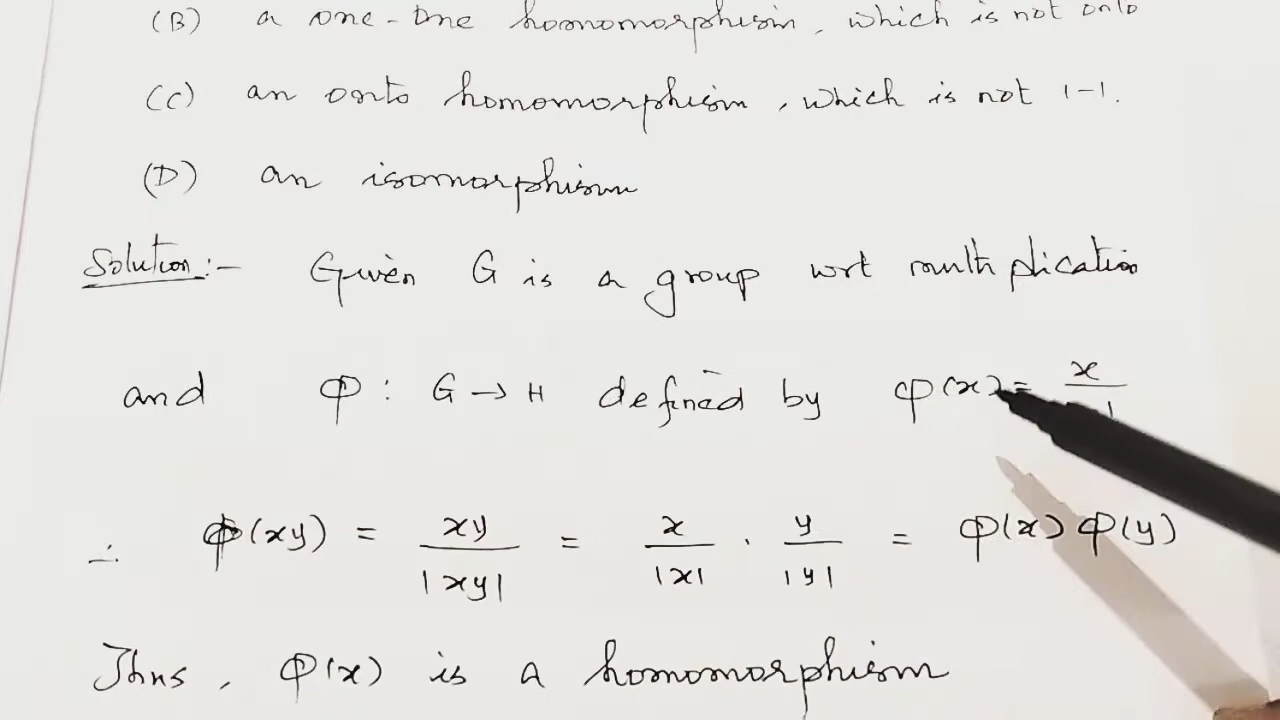 (B) a one-one homomorphism, which is not onto
(C) an onto homomorphism, which is not 1-1.
(D) an isomorphism
Solution:- Given G is a group wrt multiplication
and φ : G → H defined by φ(x) = x
∴ φ(xy) = xy/|xy| = x/|x| · y/|y| = φ(x) φ(y)
Thus, φ(x) is a homomorphism